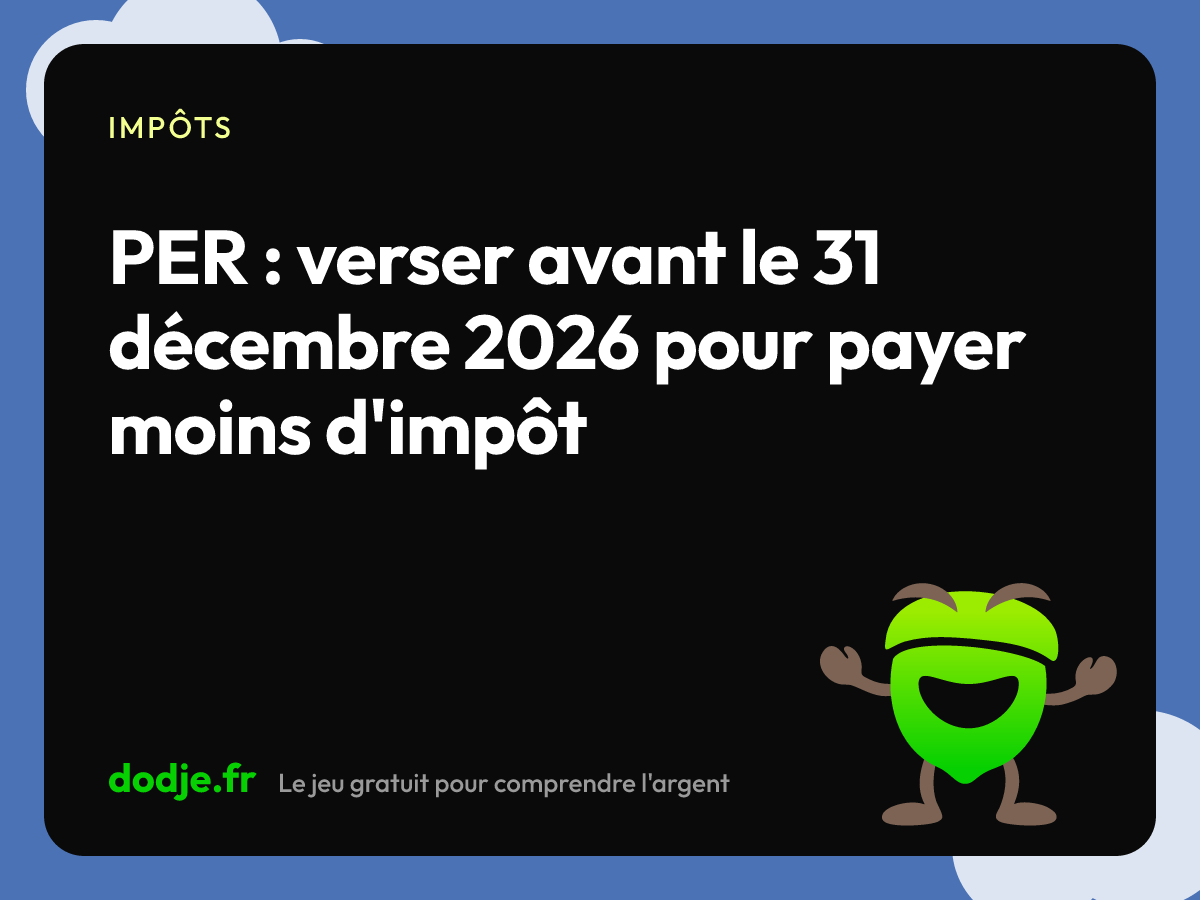 IMPÔTS
PER : verser avant le 31
décembre 2026 pour payer
moins d'impôt
dodje.fr Le jeu gratuit pour comprendre l'argent